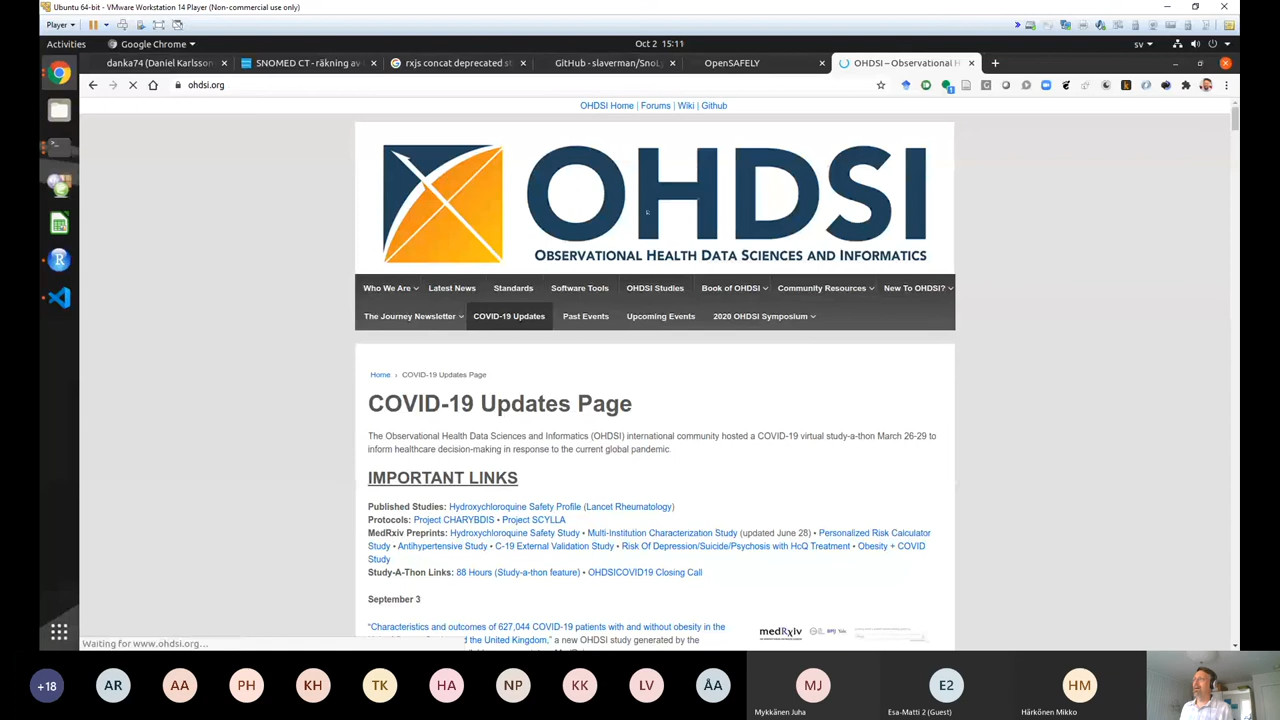 Ubuntu 64-bit - VMware Workstation 14 Player (Non-commercial use only)
Player
Activities
Google Chrome
Oct 2 15:11
sv
danka74 (Daniel Karlsson
SNOMED CT - räkning av
rxjs concat deprecated st
GitHub - slaverman/SnoL
OpenSAFELY
OHDSI – Observational H
ohdsi.org
OHDSI Home | Forums | Wiki | Github
OHDSI
OBSERVATIONAL HEALTH DATA SCIENCES AND INFORMATICS
Who We Are Latest News Standards Software Tools OHDSI Studies Book of OHDSI Community Resources New To OHDSI?
The Journey Newsletter COVID-19 Updates Past Events Upcoming Events 2020 OHDSI Symposium
Home › COVID-19 Updates Page
COVID-19 Updates Page
The Observational Health Data Sciences and Informatics (OHDSI) international community hosted a COVID-19 virtual study-a-thon March 26-29 to
inform healthcare decision-making in response to the current global pandemic.
IMPORTANT LINKS
Published Studies: Hydroxychloroquine Safety Profile (Lancet Rheumatology)
Protocols: Project CHARYBDIS • Project SCYLLA
MedRxiv Preprints: Hydroxychloroquine Safety Study • Multi-Institution Characterization Study (updated June 28) • Personalized Risk Calculator
Study • Antihypertensive Study • C-19 External Validation Study • Risk Of Depression/Suicide/Psychosis with HcQ Treatment • Obesity + COVID
Study
Study-A-Thon Links: 88 Hours (Study-a-thon feature) • OHDSICOVID19 Closing Call
September 3
“Characteristics and outcomes of 627,044 COVID-19 patients with and without obesity in the
d the United Kingdom,” a new OHDSI study generated by the
medRxiv
Waiting for www.ohdsi.org...
+18 AR AA PH KH TK HA NP KK LV ÅA MJ E2 HM
Mykkänen Juha
Esa-Matti 2 (Guest)
Härkönen Mikko